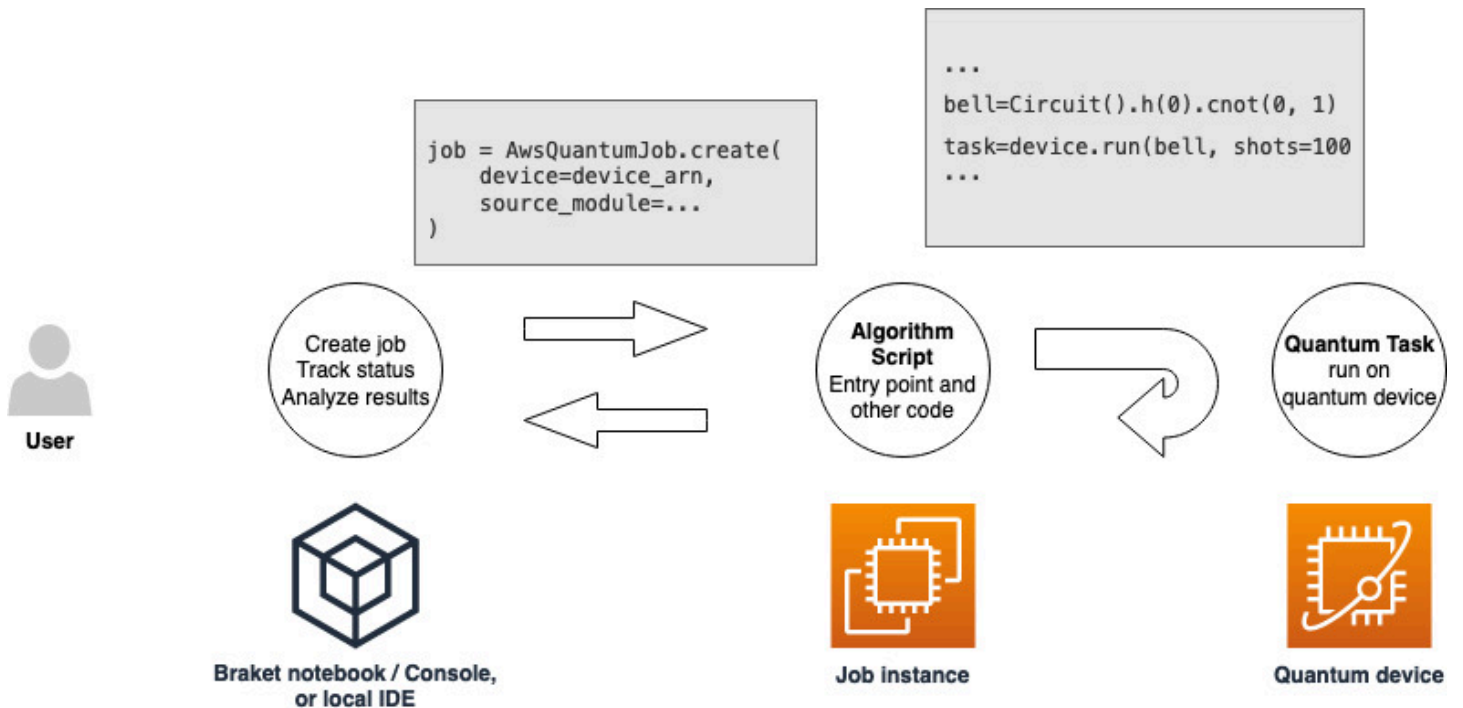 ...
bell=Circuit().h(0).cnot(0, 1)
task=device.run(bell, shots=100
...
job = AwsQuantumJob.create(
    device=device_arn,
    source_module=...
)
User
Create job
Track status
Analyze results
Algorithm
Script
Entry point and
other code
Quantum Task
run on
quantum device
Braket notebook / Console,
or local IDE
Job instance
Quantum device